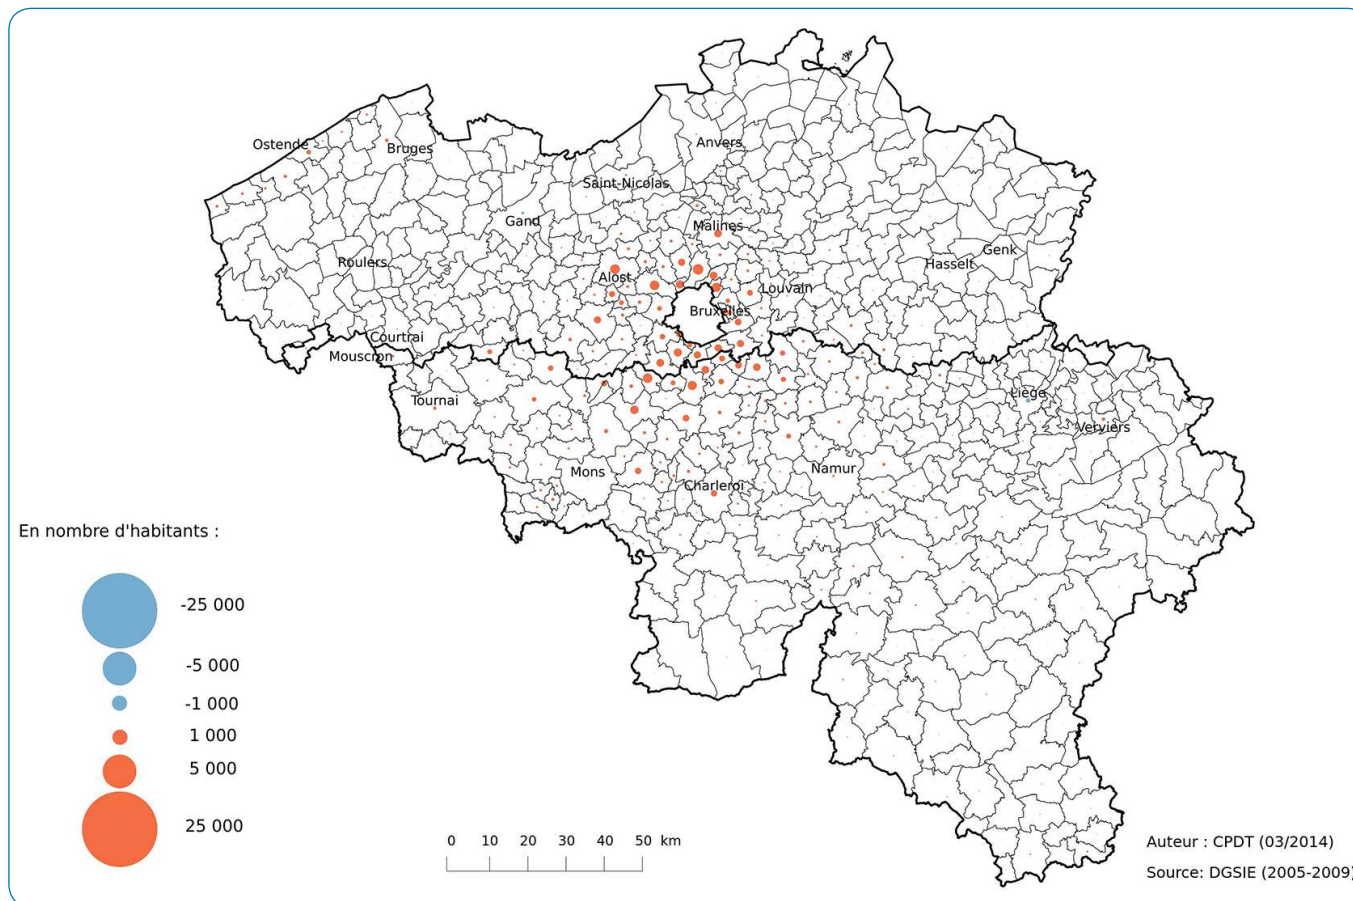 Anvers
Ostende
Bruges
Saint-Nicolas
Gand
Malines
Genk
Roulers
Hasselt
Alost
Louvain
Bruxelles
Courtrai
Mouscron
Liège
Tournai
Verviers
Mons
Namur
Charleroi
En nombre d'habitants :
-25 000
-5 000
-1 000
1 000
5 000
25 000
0 10 20 30 40 50 km
Auteur : CPDT (03/2014)
Source: DGSIE (2005-2009)